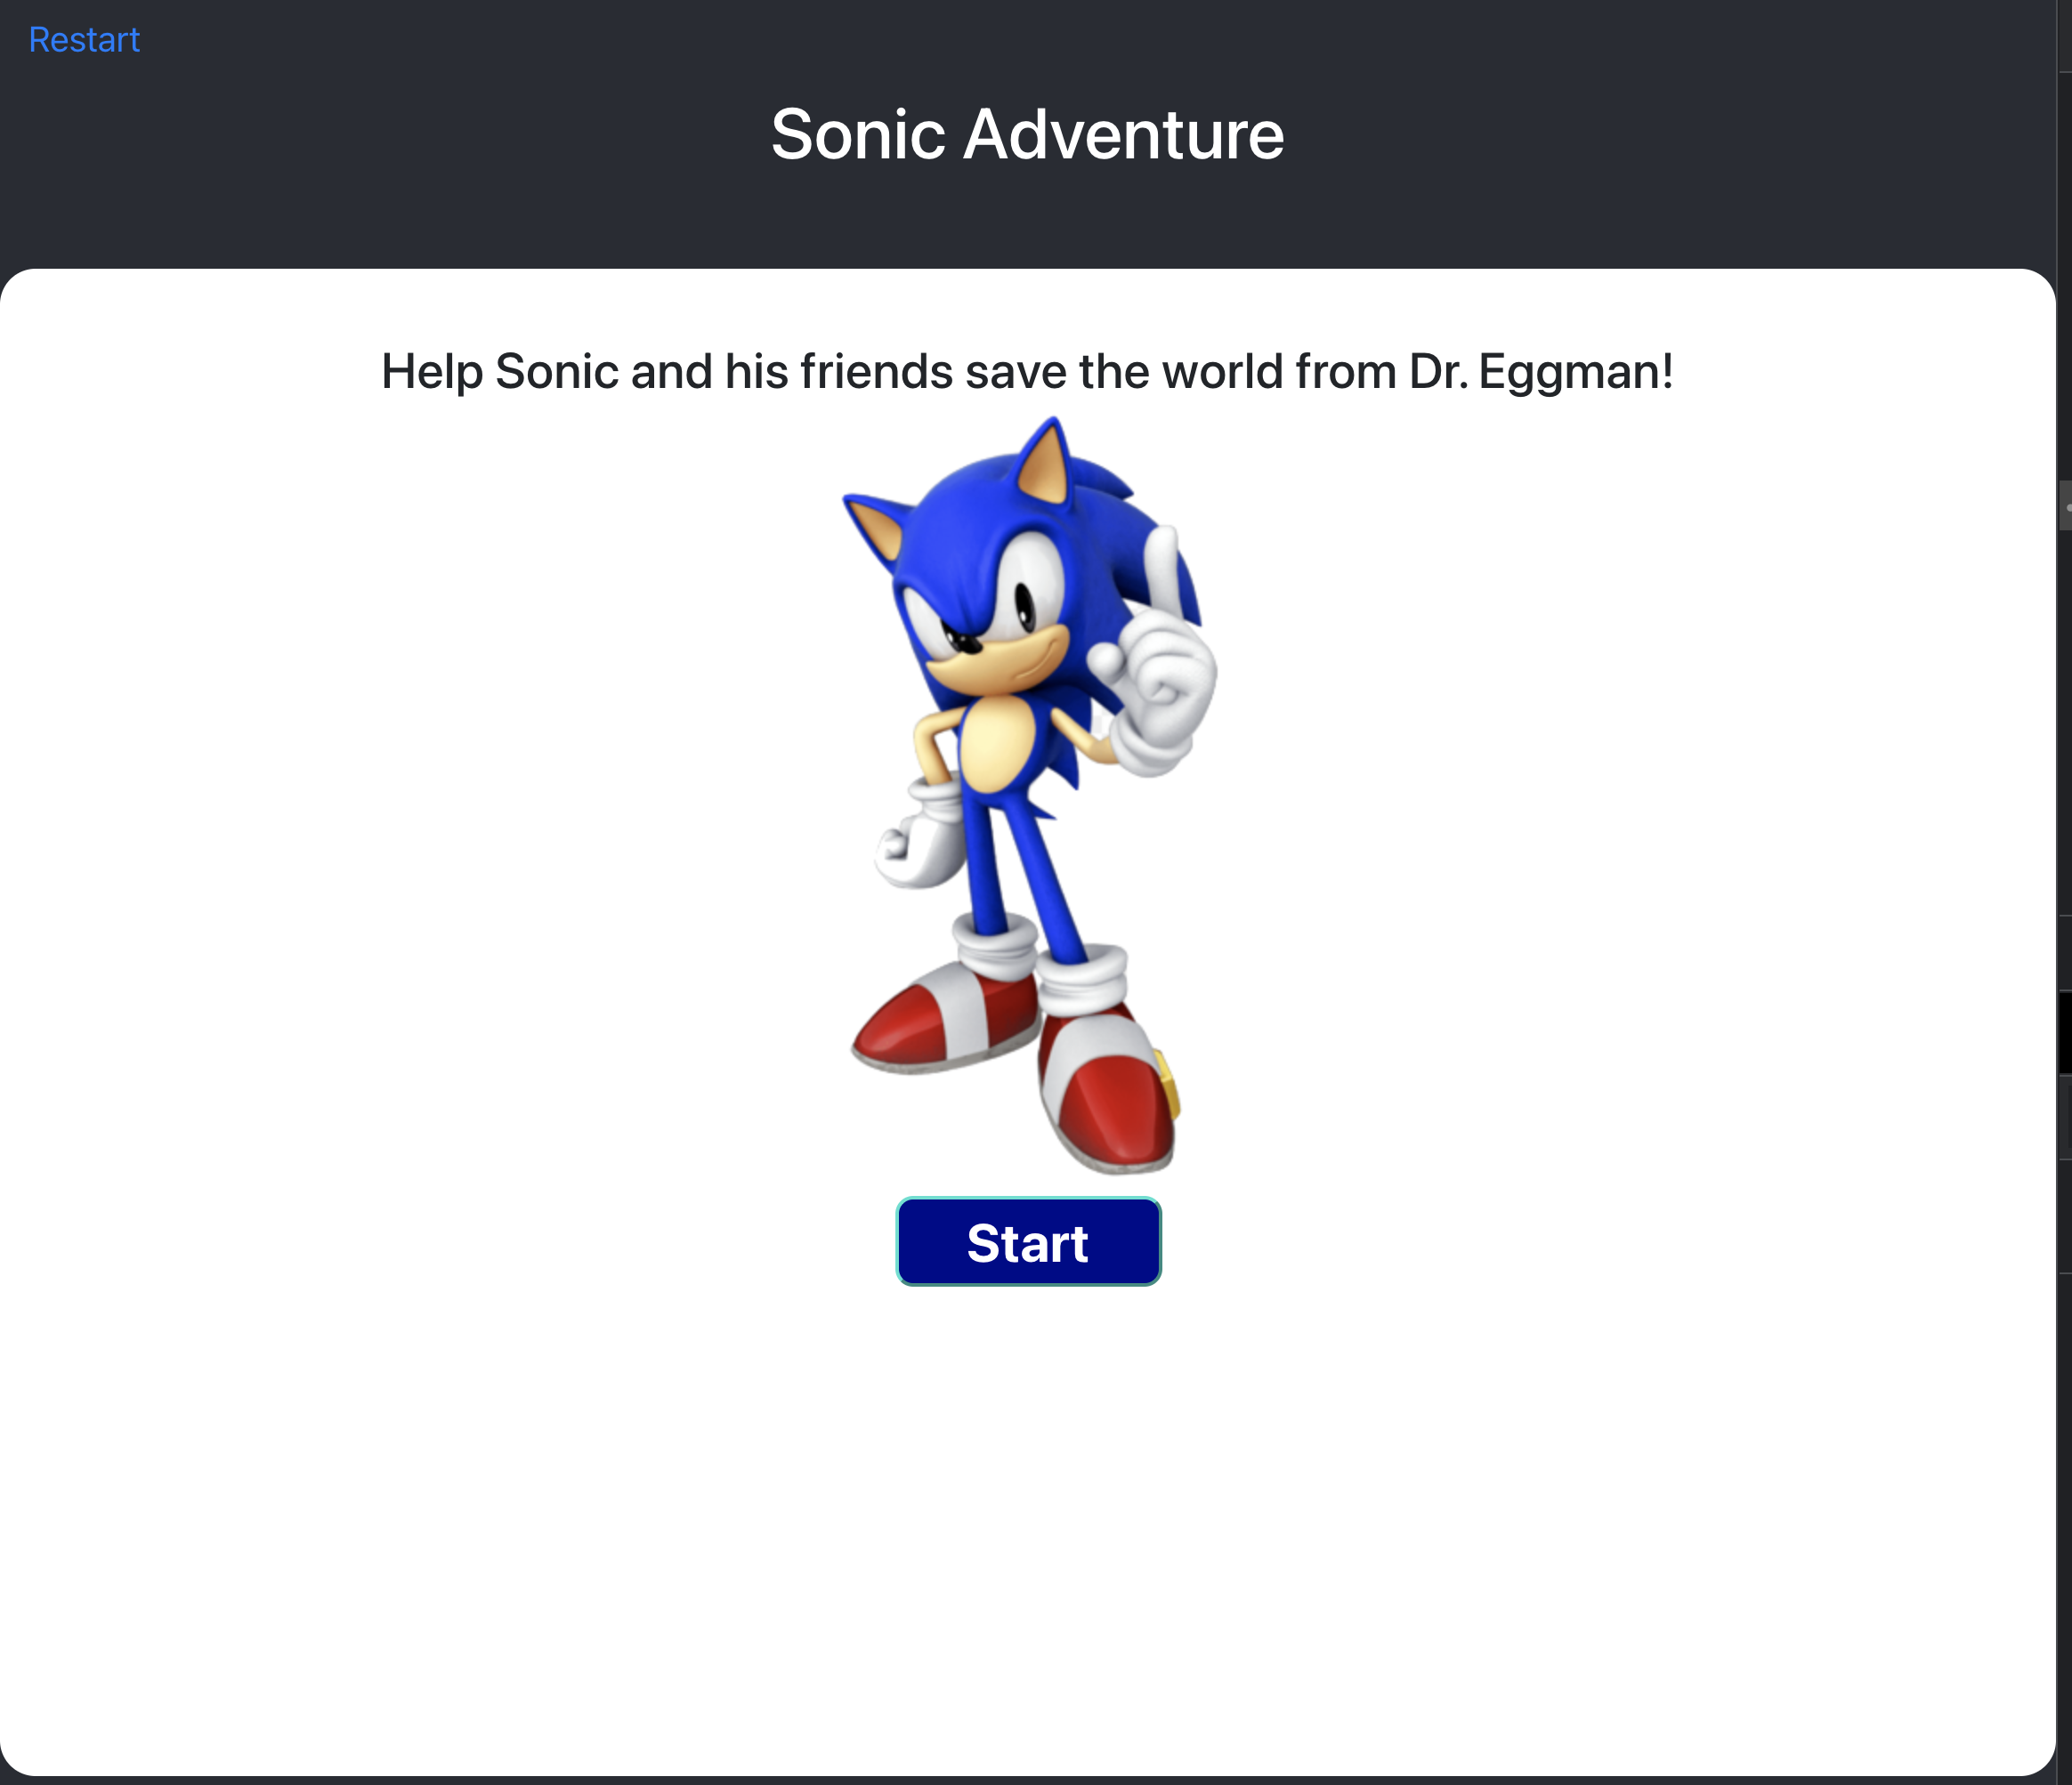 Restart
Sonic Adventure
Help Sonic and his friends save the world from Dr. Eggman!
Start